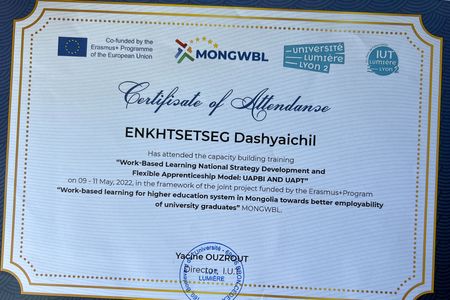 Co-funded by the
Erasmus+ Programme
of the European Union
MONGWBL
UNIVERSITÉ
LUMIÈRE
LYON 2
IUT
LUMIÈRE
LYON 2
Certificate of Attendanse
ENKHTSETSEG Dashyaichil
Has attended the capacity building training
"Work-Based Learning National Strategy Development and
Flexible Apprenticeship Model: UAPBI AND UAPT"
on 09 - 11 May, 2022, in the framework of the joint project funded by the Erasmus+Program
"Work-based learning for higher education system in Mongolia towards better employability
of university graduates" MONGWBL.
Yacine OUZROUT
Director, I.U.T
LUMIÈRE